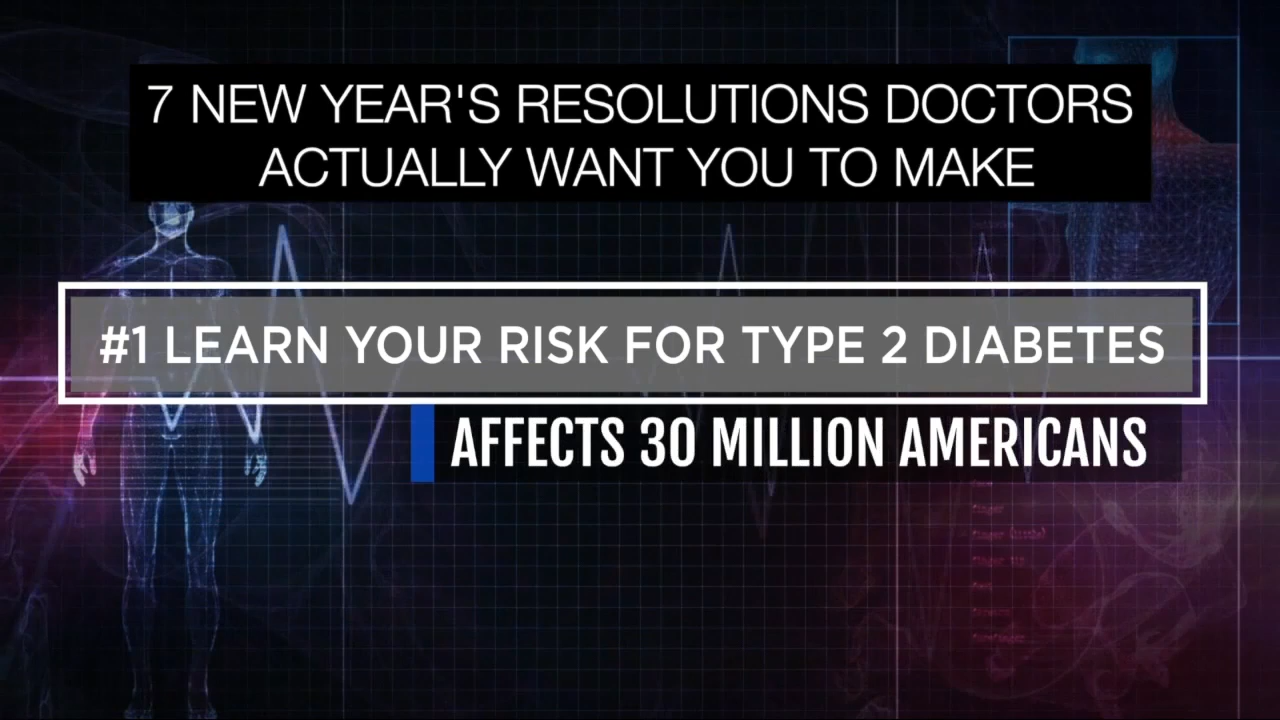 7 NEW YEAR'S RESOLUTIONS DOCTORS
ACTUALLY WANT YOU TO MAKE
#1 LEARN YOUR RISK FOR TYPE 2 DIABETES
AFFECTS 30 MILLION AMERICANS